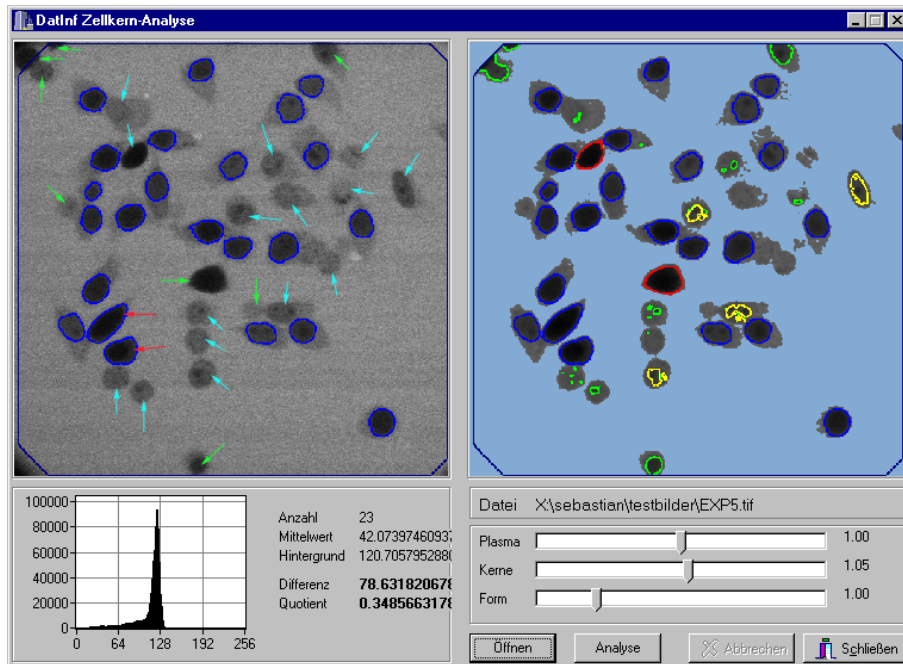 DatInf Zellkern-Analyse
100000
80000
60000
40000
20000
0
0 64 128 192 256
Anzahl 23
Mittelwert 42.07397460937
Hintergrund 120.7057952880
Differenz 78.631820678
Quotient 0.3485663178
Datei X:\sebastian\testbilder\EXP5.tif
Plasma 1.00
Kerne 1.05
Form 1.00
Öffnen Analyse Abbrechen Schließen